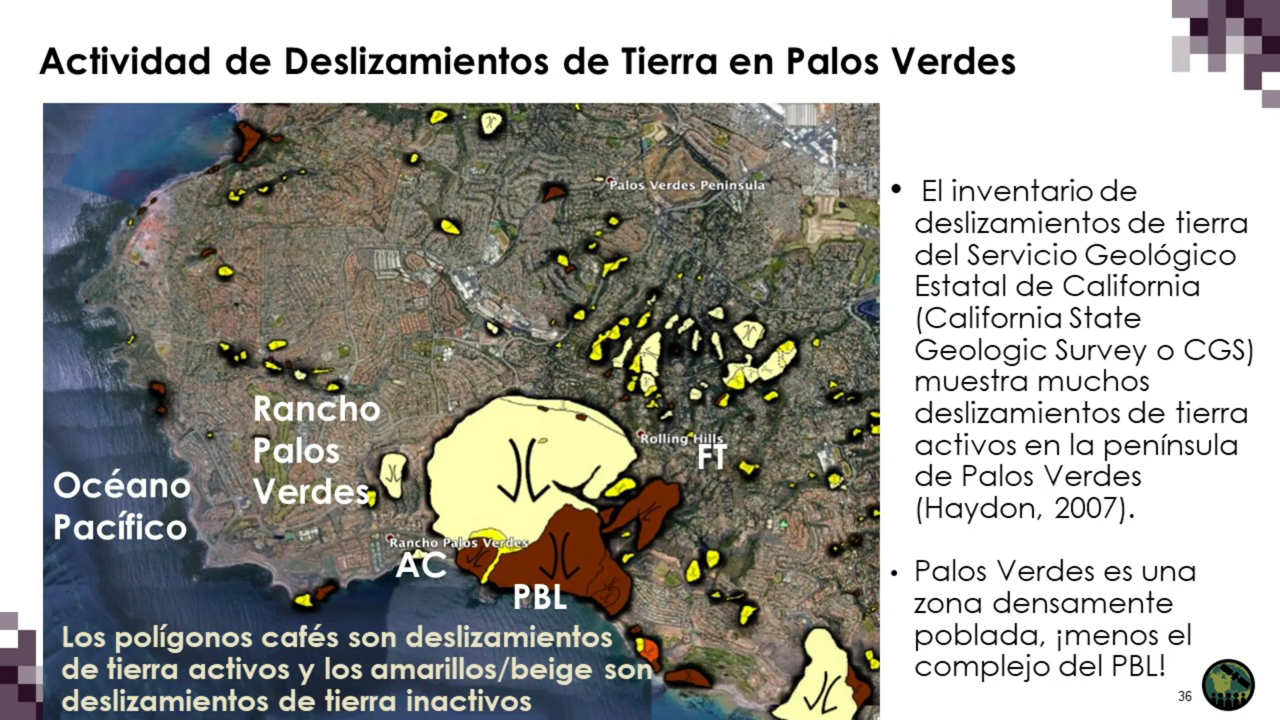 Actividad de Deslizamientos de Tierra en Palos Verdes
Palos Verdes Peninsula
Rancho
Palos
Verdes
Océano
Pacífico
Rolling Hills
FT
Rancho Palos Verdes
AC
PBL
Los polígonos cafés son deslizamientos
de tierra activos y los amarillos/beige son
deslizamientos de tierra inactivos
• El inventario de
deslizamientos de tierra
del Servicio Geológico
Estatal de California
(California State
Geologic Survey o CGS)
muestra muchos
deslizamientos de tierra
activos en la península
de Palos Verdes
(Haydon, 2007).
• Palos Verdes es una
zona densamente
poblada, ¡menos el
complejo del PBL!
36